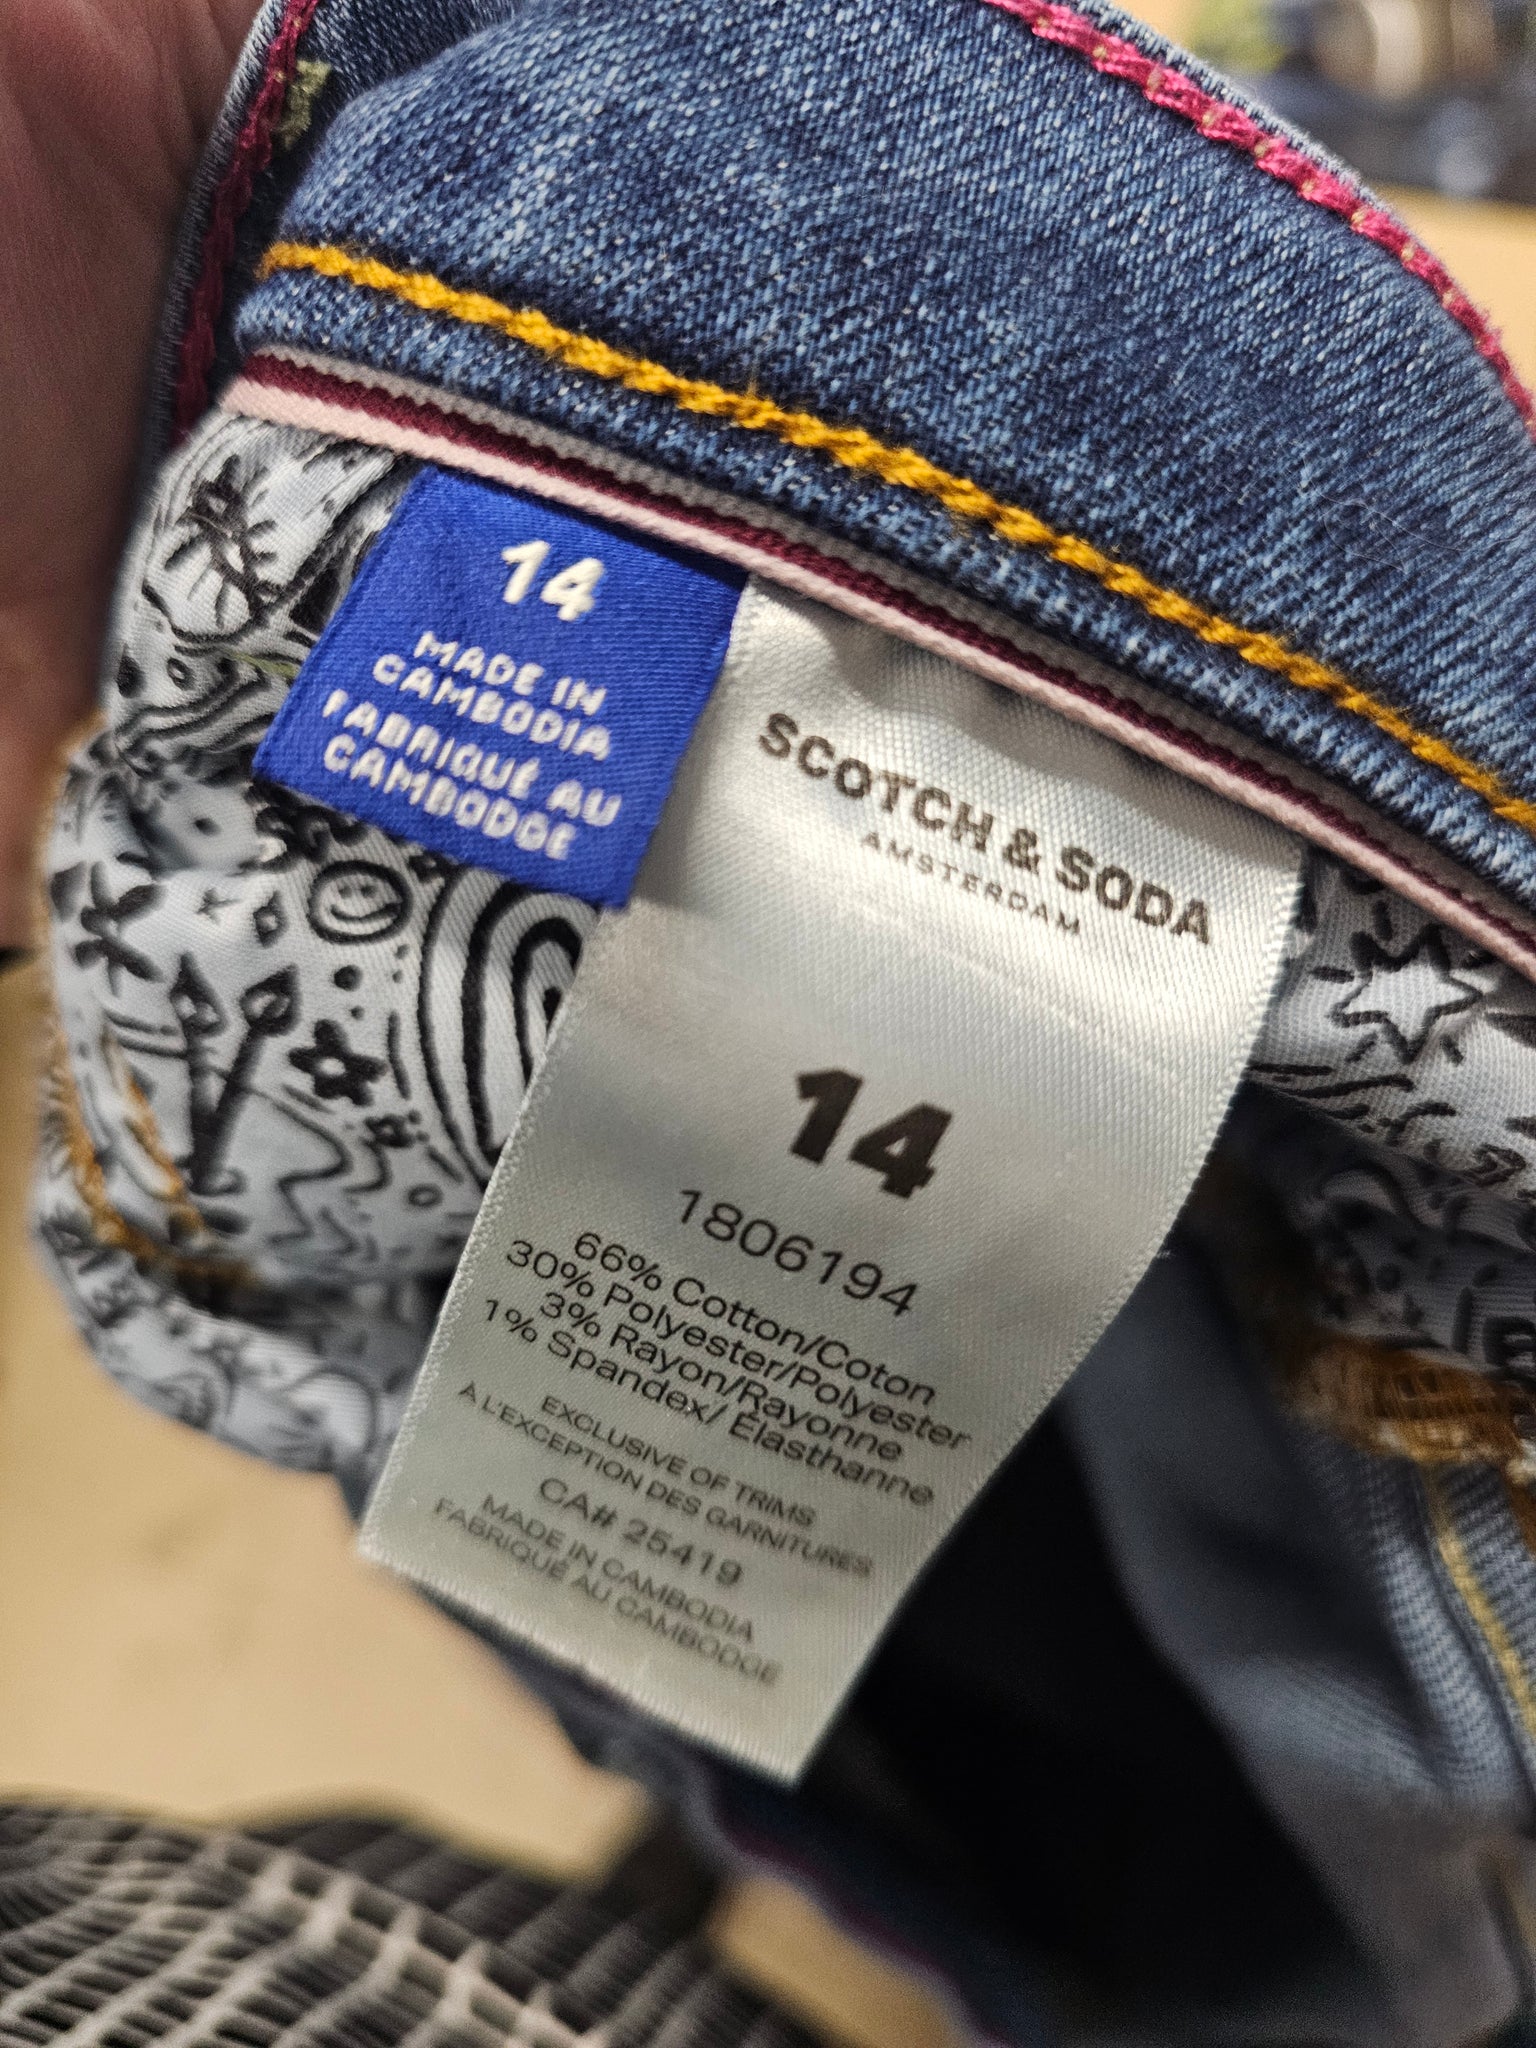 14
MADE IN
CAMBODIA
FABRIQUÉ AU
CAMBODGE
SCOTCH & SODA
AMSTERDAM
14
1806194
66% Cotton/Coton
30% Polyester/Polyester
3% Rayon/Rayonne
1% Spandex/ Élasthanne
EXCLUSIVE OF TRIMS
A L'EXCEPTION DES GARNITURES
CA# 25419
MADE IN CAMBODIA
FABRIQUÉ AU CAMBODGE